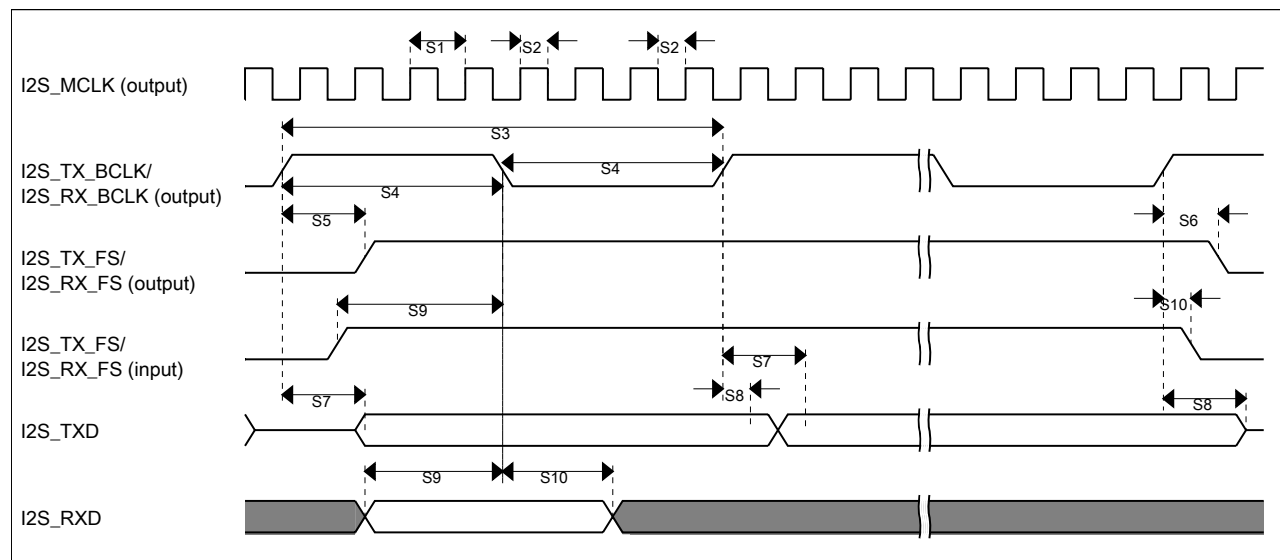 S1
S2
S2
I2S_MCLK (output)
S3
I2S_TX_BCLK/
I2S_RX_BCLK (output)
S4
S4
S5
S6
I2S_TX_FS/
I2S_RX_FS (output)
S9
S10
I2S_TX_FS/
I2S_RX_FS (input)
S7
S7
S8
S8
I2S_TXD
S9
S10
I2S_RXD